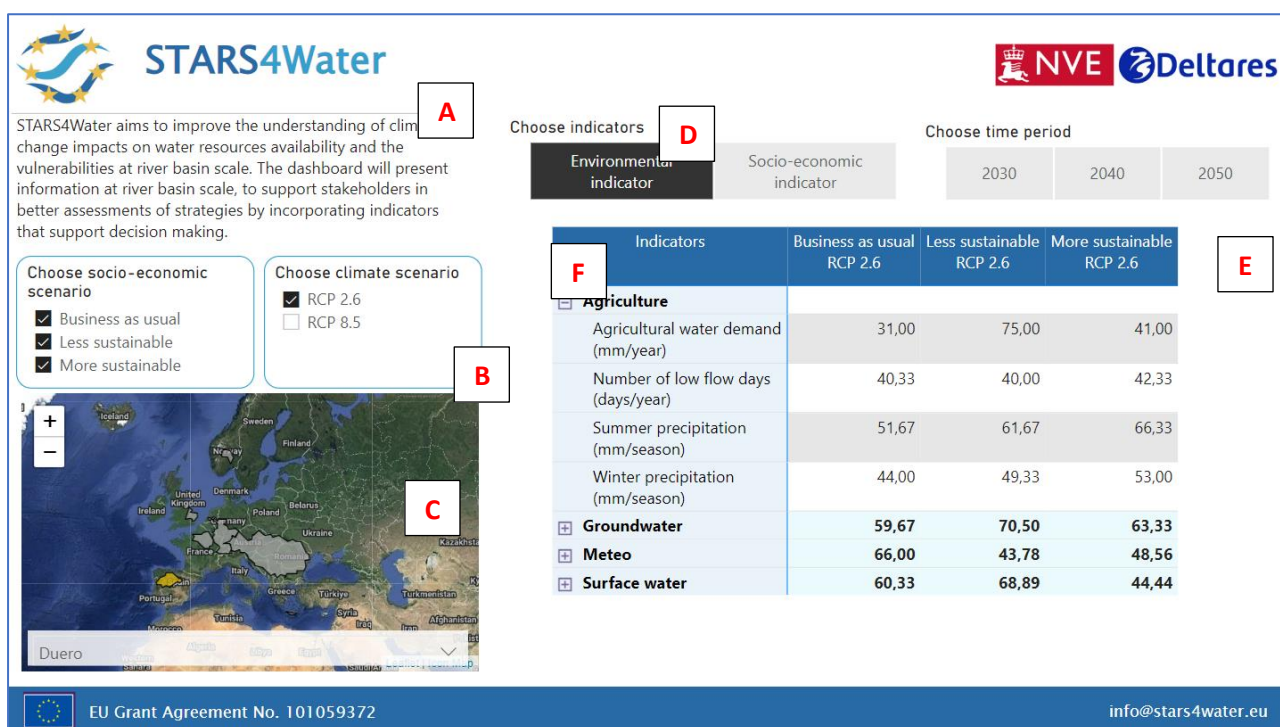 STARS4Water
NVE
Deltares
A
STARS4Water aims to improve the understanding of
change impacts on water resources availability and the
vulnerabilities at river basin scale. The dashboard will present
information at river basin scale, to support stakeholders in
better assessments of strategies by incorporating indicators
that support decision making.
Choose socio-economic
scenario
Business as usual
Less sustainable
More sustainable
Choose climate scenario
RCP 2.6
RCP 8.5
B
+
−
Iceland
Sweden
Finland
Norway
United
Kingdom
Denmark
Ireland
Poland
Belarus
Ukraine
France
Romania
Kazakhstan
Italy
Portugal
Greece
Türkiye
Turkmenistan
Tunisia
Syria
Iraq
Iran
Afghanistan
Morocco
Algeria
Libya
Egypt
C
Duero
Choose indicators
D
Environmental
indicator
Socio-economic
indicator
Choose time period
2030 2040 2050
E
F
Indicators Business as usual RCP 2.6 Less sustainable RCP 2.6 More sustainable RCP 2.6
Agriculture
Agricultural water demand (mm/year) 31,00 75,00 41,00
Number of low flow days (days/year) 40,33 40,00 42,33
Summer precipitation (mm/season) 51,67 61,67 66,33
Winter precipitation (mm/season) 44,00 49,33 53,00
Groundwater 59,67 70,50 63,33
Meteo 66,00 43,78 48,56
Surface water 60,33 68,89 44,44
EU Grant Agreement No. 101059372
info@stars4water.eu